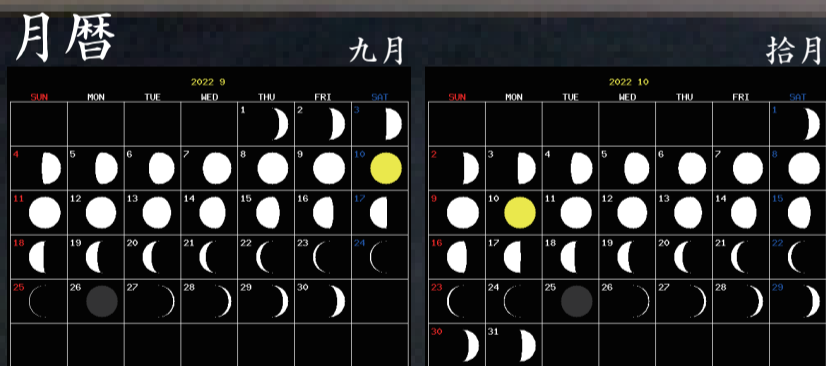 月暦
九月
2022 9
SUN MON TUE WED THU FRI SAT
1 2 3
4 5 6 7 8 9 10
11 12 13 14 15 16 17
18 19 20 21 22 23 24
25 26 27 28 29 30
拾月
2022 10
SUN MON TUE WED THU FRI SAT
1
2 3 4 5 6 7 8
9 10 11 12 13 14 15
16 17 18 19 20 21 22
23 24 25 26 27 28 29
30 31